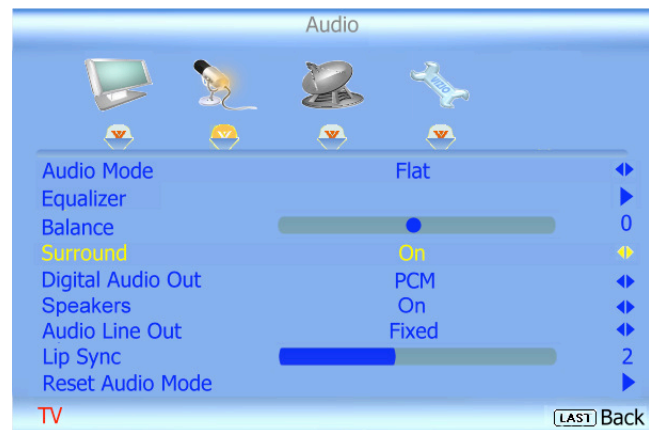 Audio
VIZIO
Audio Mode Flat
Equalizer
Balance 0
Surround On
Digital Audio Out PCM
Speakers On
Audio Line Out Fixed
Lip Sync 2
Reset Audio Mode
TV LAST Back